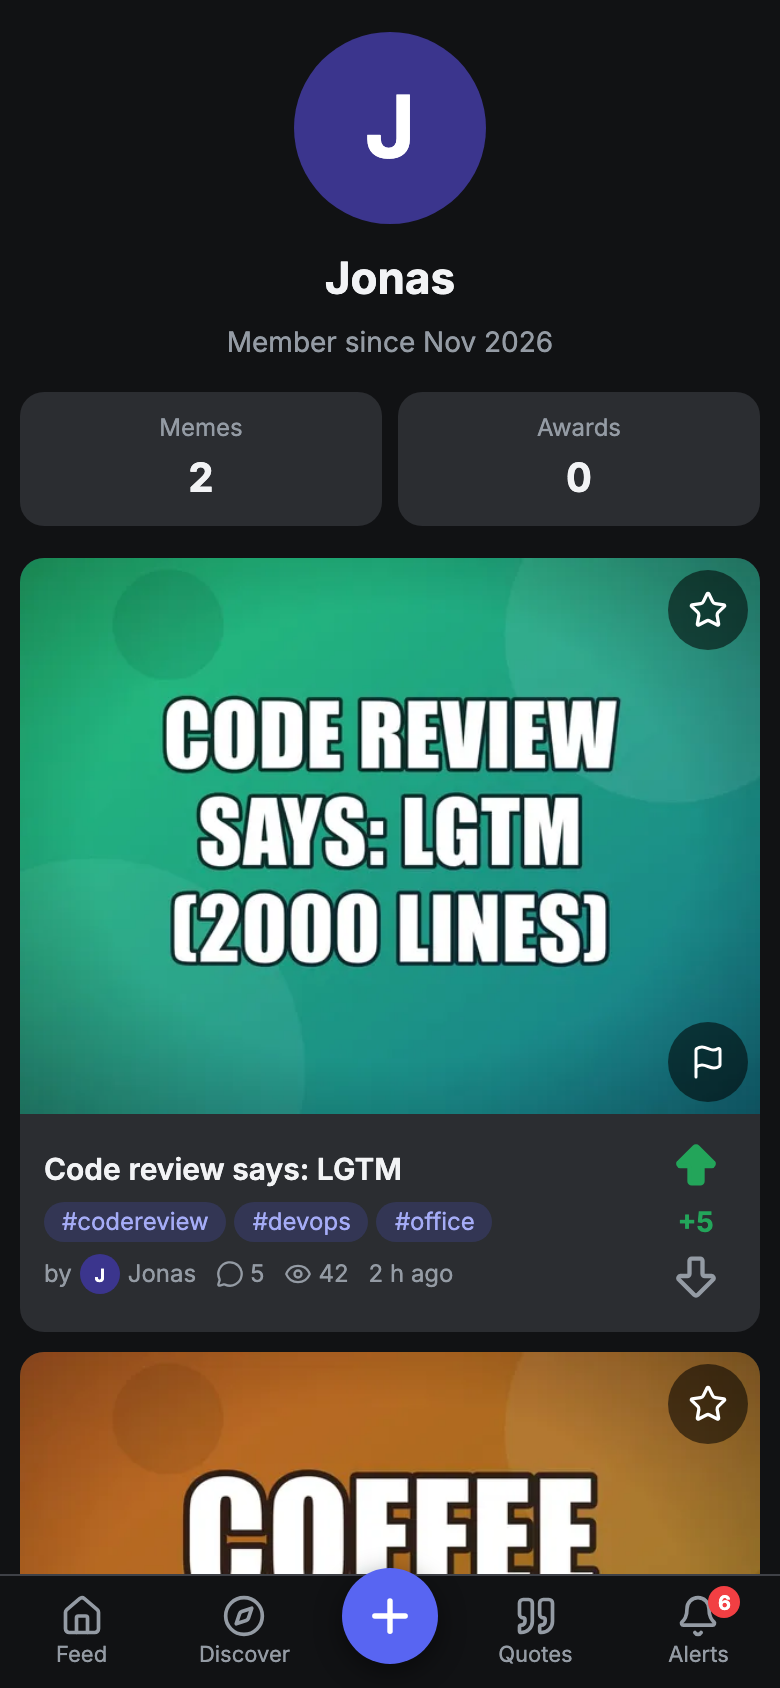 J
Jonas
Member since Nov 2026
Memes
2
Awards
0
CODE REVIEW
SAYS: LGTM
(2000 LINES)
Code review says: LGTM
#codereview #devops #office
+5
by J Jonas 5 42 2 h ago
COFFEE
Feed
Discover
Quotes
6
Alerts